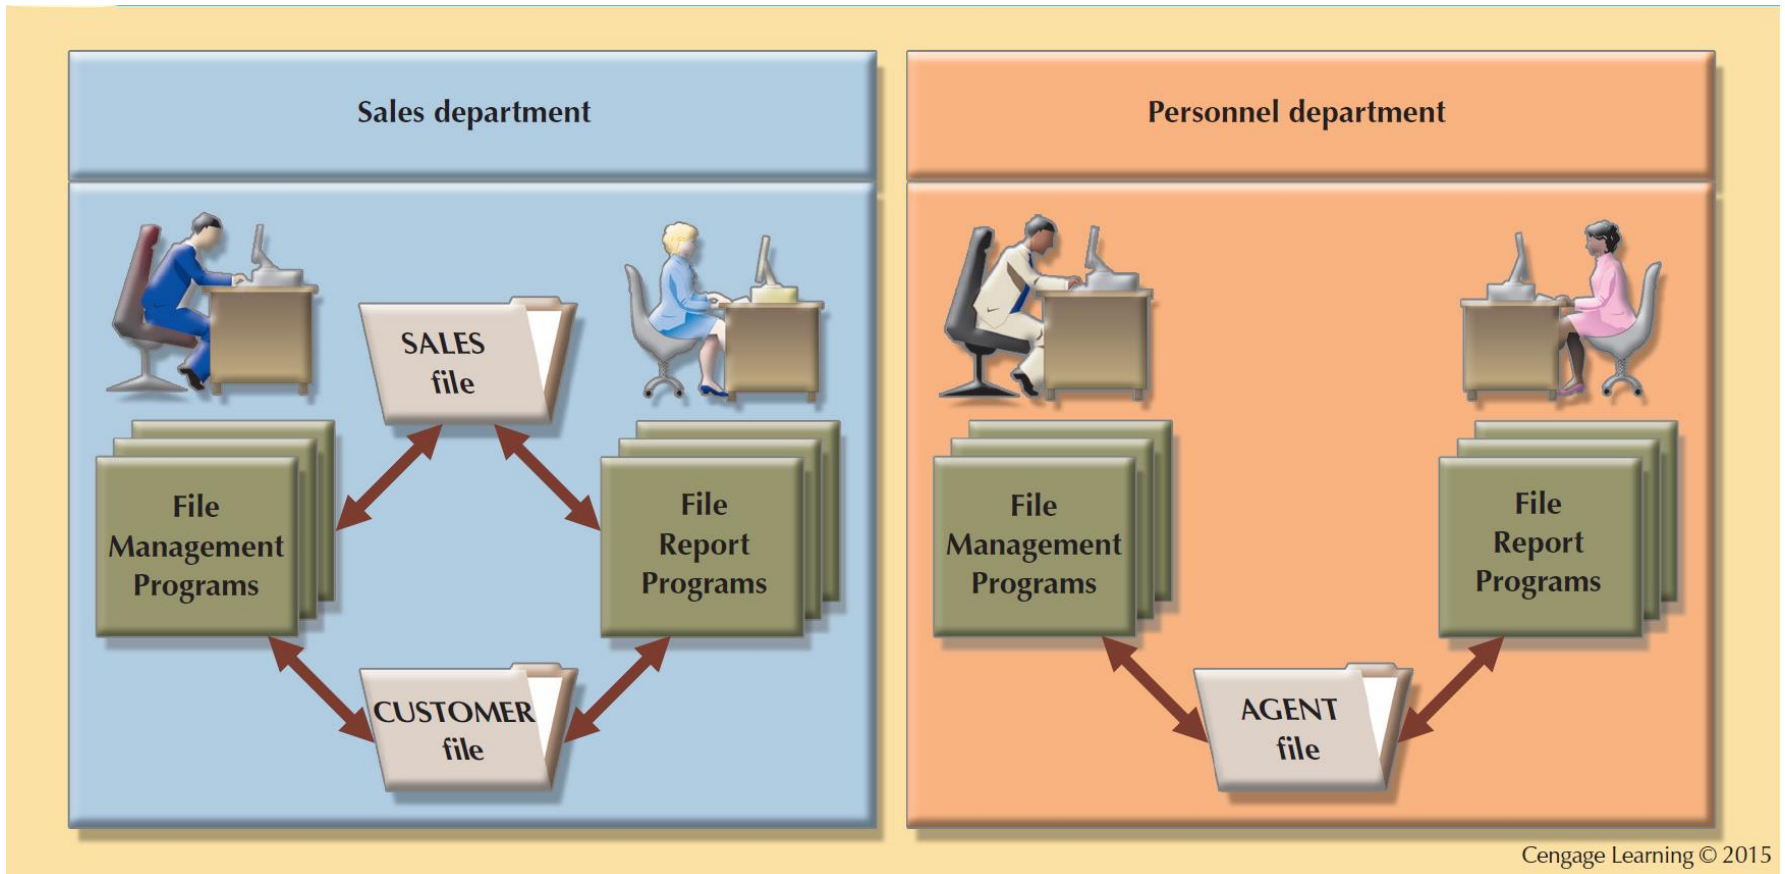 Sales department
Personnel department
SALES
file
File
Management
Programs
File
Report
Programs
CUSTOMER
file
File
Management
Programs
File
Report
Programs
AGENT
file
Cengage Learning © 2015